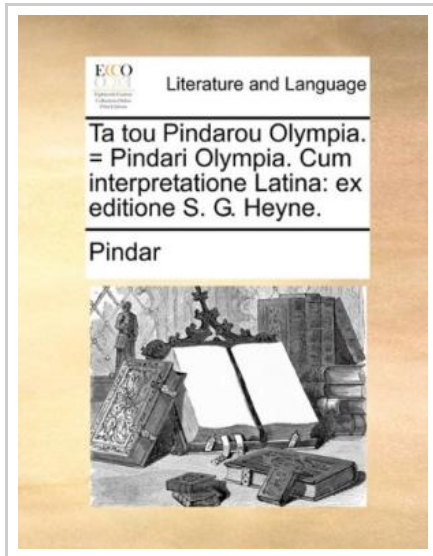 ECCO
Literature and Language
Ta tou Pindarou Olympia.
= Pindari Olympia. Cum
interpretatione Latina: ex
editione S. G. Heyne.
Pindar